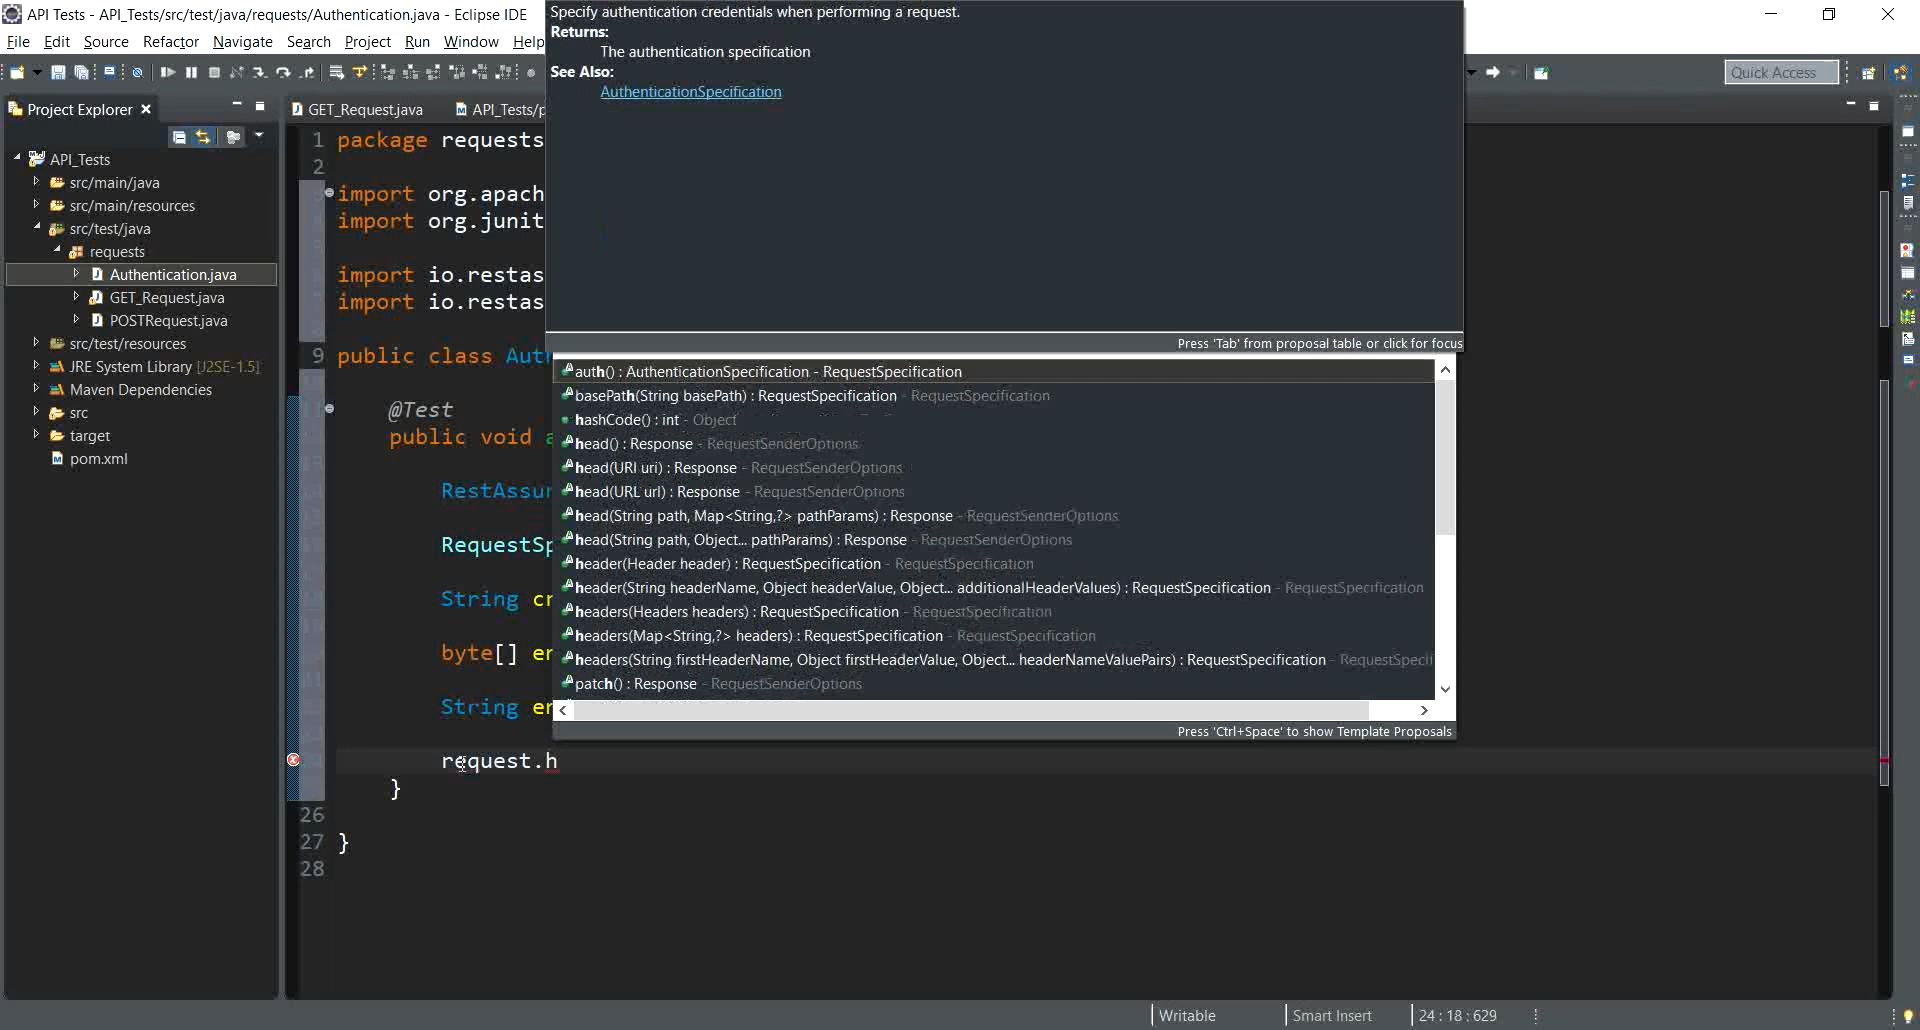 API Tests - API_Tests/src/test/java/requests/Authentication.java - Eclipse IDE
File Edit Source Refactor Navigate Search Project Run Window Help
Quick Access
Project Explorer
API_Tests
src/main/java
src/main/resources
src/test/java
requests
Authentication.java
GET_Request.java
POSTRequest.java
src/test/resources
JRE System Library [J2SE-1.5]
Maven Dependencies
src
target
pom.xml
GET_Request.java API_Tests/p
1 package requests
2
import org.apach
import org.junit
import io.restas
import io.restas
9 public class Aut
@Test
public void a
RestAssur
RequestSp
String cr
byte[] en
String en
request.h
}
26
27 }
28
Specify authentication credentials when performing a request.
Returns:
The authentication specification
See Also:
AuthenticationSpecification
Press 'Tab' from proposal table or click for focus
auth() : AuthenticationSpecification - RequestSpecification
basePath(String basePath) : RequestSpecification - RequestSpecification
hashCode() : int - Object
head() : Response - RequestSenderOptions
head(URI uri) : Response - RequestSenderOptions
head(URL url) : Response - RequestSenderOptions
head(String path, Map<String,?> pathParams) : Response - RequestSenderOptions
head(String path, Object... pathParams) : Response - RequestSenderOptions
header(Header header) : RequestSpecification - RequestSpecification
header(String headerName, Object headerValue, Object... additionalHeaderValues) : RequestSpecification - RequestSpecification
headers(Headers headers) : RequestSpecification - RequestSpecification
headers(Map<String,?> headers) : RequestSpecification - RequestSpecification
headers(String firstHeaderName, Object firstHeaderValue, Object... headerNameValuePairs) : RequestSpecification - RequestSpeci
patch() : Response - RequestSenderOptions
Press 'Ctrl+Space' to show Template Proposals
Writable Smart Insert 24 : 18 : 629